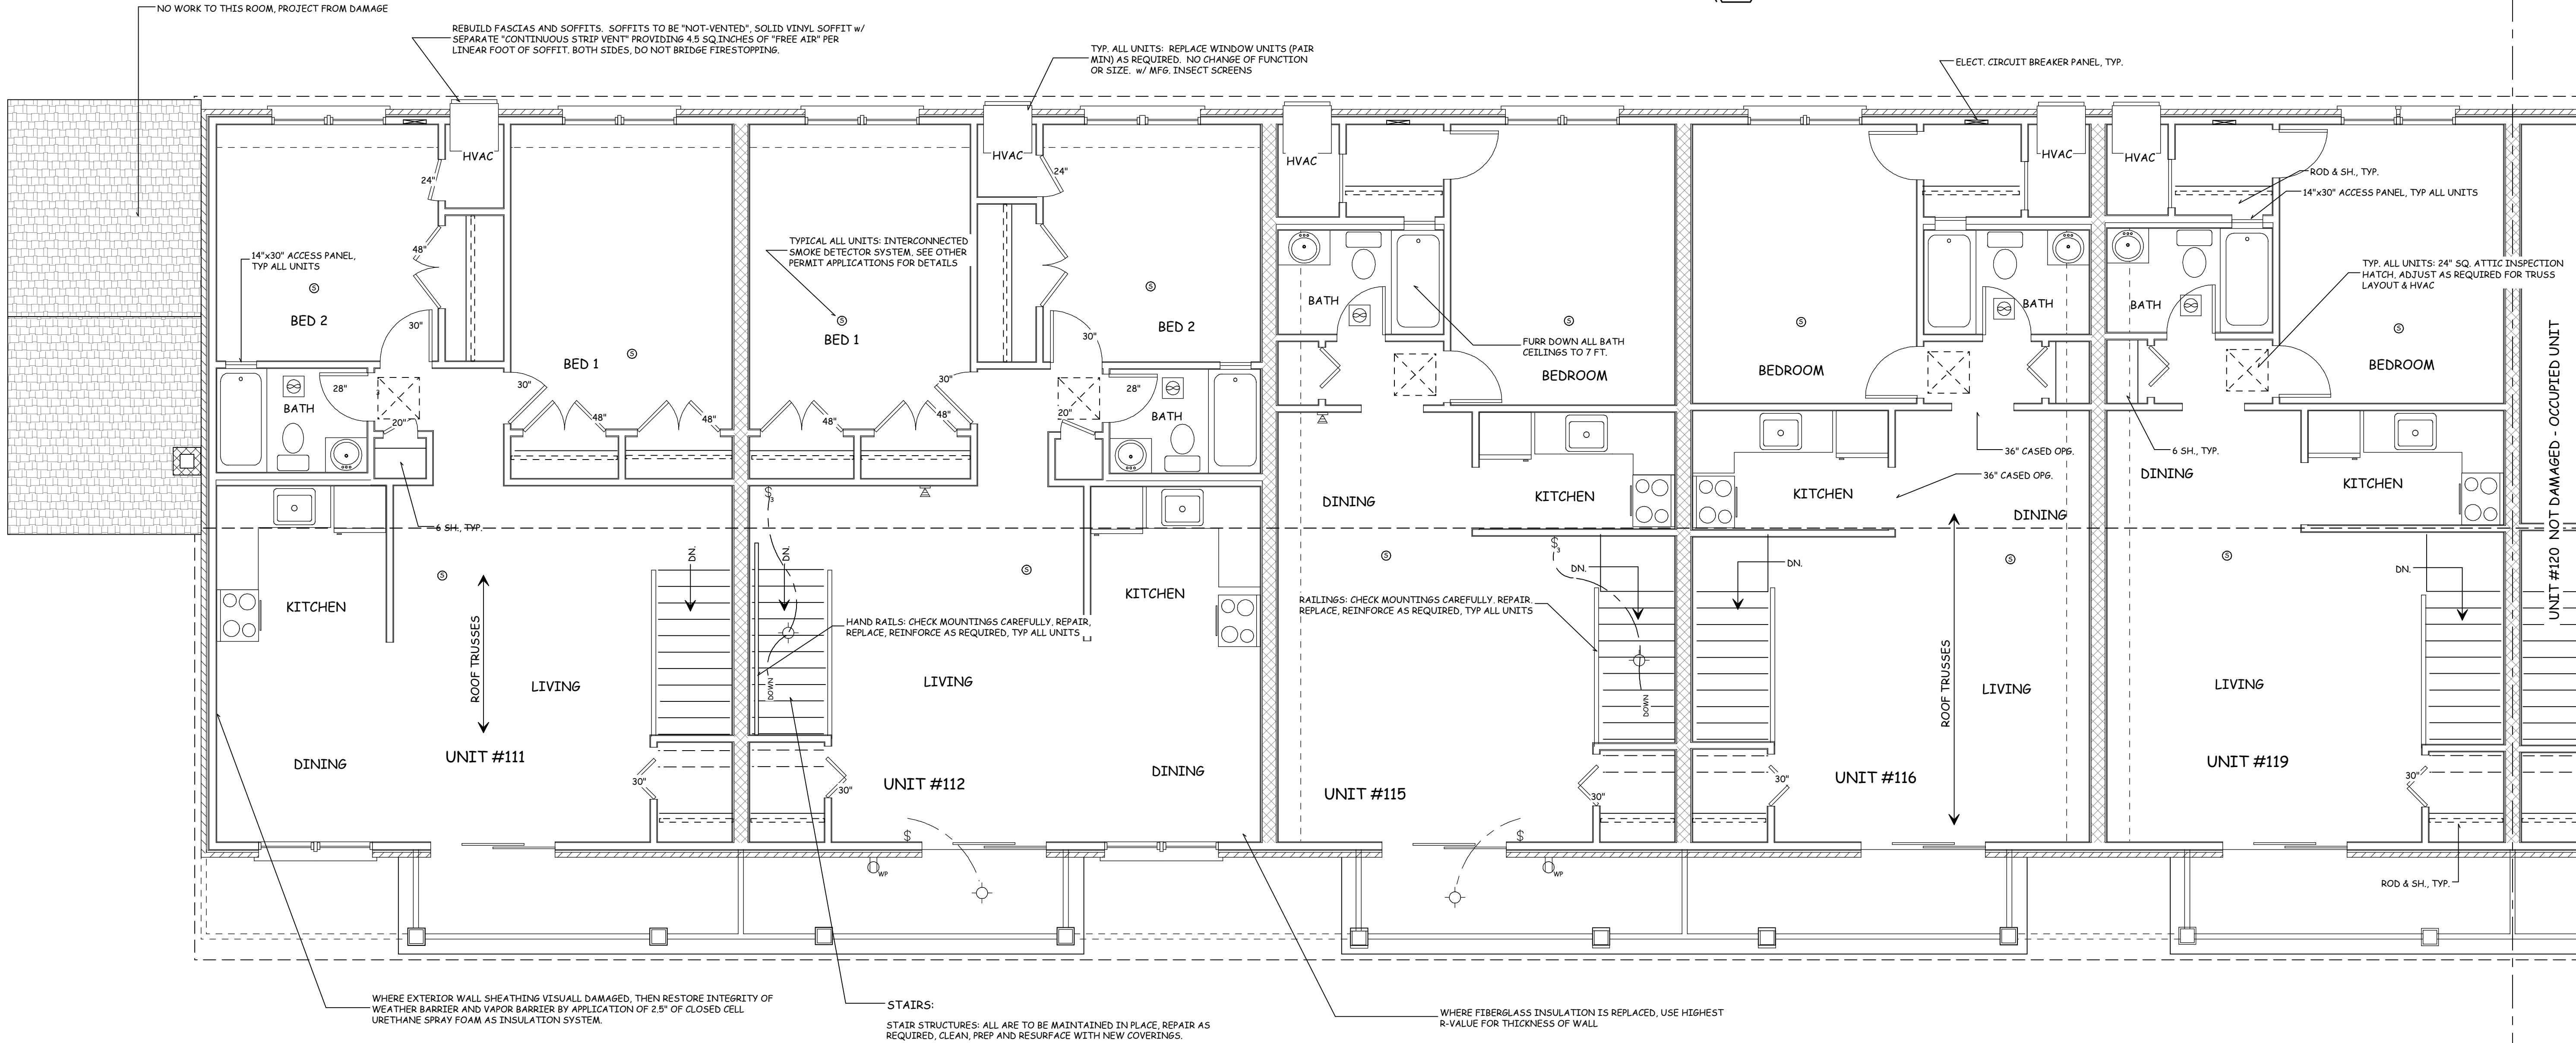 NO WORK TO THIS ROOM, PROJECT FROM DAMAGE
REBUILD FASCIAS AND SOFFITS.  SOFFITS TO BE "NOT-VENTED", SOLID VINYL SOFFIT w/
SEPARATE "CONTINUOUS STRIP VENT" PROVIDING 4.5 SQ.INCHES OF "FREE AIR" PER
LINEAR FOOT OF SOFFIT. BOTH SIDES, DO NOT BRIDGE FIRESTOPPING.
TYP. ALL UNITS:  REPLACE WINDOW UNITS (PAIR
MIN) AS REQUIRED.  NO CHANGE OF FUNCTION
OR SIZE.  w/ MFG. INSECT SCREENS
ELECT. CIRCUIT BREAKER PANEL, TYP.
HVAC
HVAC
HVAC
HVAC
HVAC
24"
24"
ROD & SH., TYP.
14"x30" ACCESS PANEL, TYP ALL UNITS
48"
14"x30" ACCESS PANEL,
TYP ALL UNITS
TYPICAL ALL UNITS: INTERCONNECTED
SMOKE DETECTOR SYSTEM, SEE OTHER
PERMIT APPLICATIONS FOR DETAILS
TYP. ALL UNITS: 24" SQ. ATTIC INSPECTION
HATCH, ADJUST AS REQUIRED FOR TRUSS
LAYOUT & HVAC
S
S
S
S
S
S
S
BED 2
30"
BED 1
BED 1
30"
BED 2
BATH
BATH
BATH
FURR DOWN ALL BATH
CEILINGS TO 7 FT.
BEDROOM
BEDROOM
BEDROOM
UNIT #120  NOT DAMAGED - OCCUPIED UNIT
28"
30"
30"
28"
BATH
20"
48"
48"
48"
48"
20"
BATH
36" CASED OPG.
6 SH., TYP.
36" CASED OPG.
DINING
KITCHEN
KITCHEN
DINING
DINING
KITCHEN
6 SH., TYP.
$3
$3
DN.
DN.
DN.
DN.
DN.
S
S
S
S
S
KITCHEN
KITCHEN
ROOF TRUSSES
LIVING
HAND RAILS: CHECK MOUNTINGS CAREFULLY. REPAIR,
REPLACE, REINFORCE AS REQUIRED, TYP ALL UNITS
RAILINGS: CHECK MOUNTINGS CAREFULLY. REPAIR.
REPLACE, REINFORCE AS REQUIRED, TYP ALL UNITS
DOWN
LIVING
DOWN
ROOF TRUSSES
LIVING
LIVING
DINING
UNIT #111
UNIT #112
DINING
UNIT #115
UNIT #116
UNIT #119
30"
30"
30"
30"
30"
$
$
WP
WP
ROD & SH., TYP.
WHERE EXTERIOR WALL SHEATHING VISUALL DAMAGED, THEN RESTORE INTEGRITY OF
WEATHER BARRIER AND VAPOR BARRIER BY APPLICATION OF 2.5" OF CLOSED CELL
URETHANE SPRAY FOAM AS INSULATION SYSTEM.
STAIRS:
STAIR STRUCTURES: ALL ARE TO BE MAINTAINED IN PLACE, REPAIR AS
REQUIRED, CLEAN, PREP AND RESURFACE WITH NEW COVERINGS.
WHERE FIBERGLASS INSULATION IS REPLACED, USE HIGHEST
R-VALUE FOR THICKNESS OF WALL